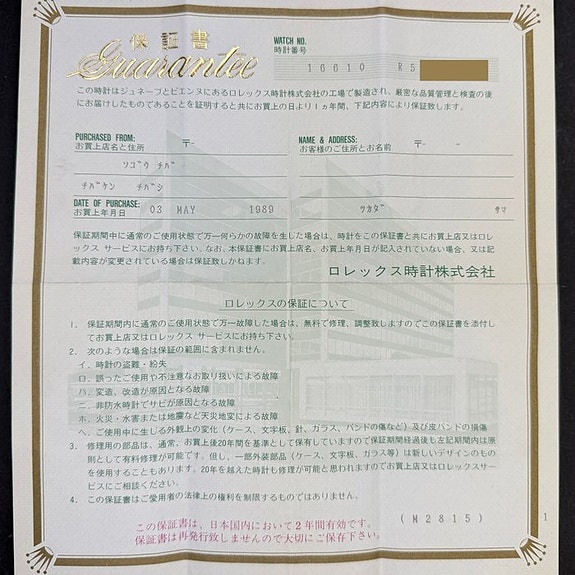 保証書
Guarantee
WATCH NO.
時計番号
16610 R5
この時計はジュネーブとビエンヌにあるロレックス時計株式会社の工場で製造され、厳密な品質管理と検査の後
にお届けしたものであることを証明すると共にお買上の日より1ヵ年間、下記内容により保証致します。
PURCHASED FROM: 〒-
お買上店名と住所
ソゴウ チバ
チバケン チバシ
NAME & ADDRESS: 〒-
お客様のご住所とお名前
DATE OF PURCHASE:
お買上年月日 03 MAY 1989
ツカダ サマ
保証期間中に通常のご使用状態で万一何らかの故障を生した場合は、時計をこの保証書と共にお買上店又はロレ
ックス サービスにお持ち下さい。なお、本保証書にお買上店名、お買上年月日が記入されていない場合、又は記
載内容が変更されている場合は保証致しかねます。
ロレックス時計株式会社
ロレックスの保証について
1. 保証期間内に通常のご使用状態で万一故障した場合は、無料で修理、調整致しますのでこの保証書を添付し
てお買上店又はロレックス サービスにお持ち下さい。
2. 次のような場合は保証の範囲に含まれません。
イ. 時計の盗難・紛失
ロ. 誤ったご使用や不注意なお取り扱いによる故障
ハ. 変造、改造が原因となる故障
ニ. 非防水時計でサビが原因となる故障
ホ. 火災・水害または地震など天災地変による故障
ヘ. ご使用中に生じる外観上の変化(ケース、文字板、針、ガラス、バンドの傷など)及び皮バンドの損傷
3. 修理用の部品は、通常、お買上後20年間を基準として保有していますので保証期間経過後も左記期間内は原
則として有料修理が可能です。但し、一部外装部品(ケース、文字板、ガラス等)は新しいデザインのもの
を使用することもあります。20年を越えた時計も修理が可能と思われますのでお買上店又はロレックスサー
ビスにご相談ください。
4. この保証書はご愛用者の法律上の権利を制限するものではありません。
(M2815)
1
この保証書は、日本国内において2年間有効です。
保証書は再発行致しませんので大切にご保存下さい。